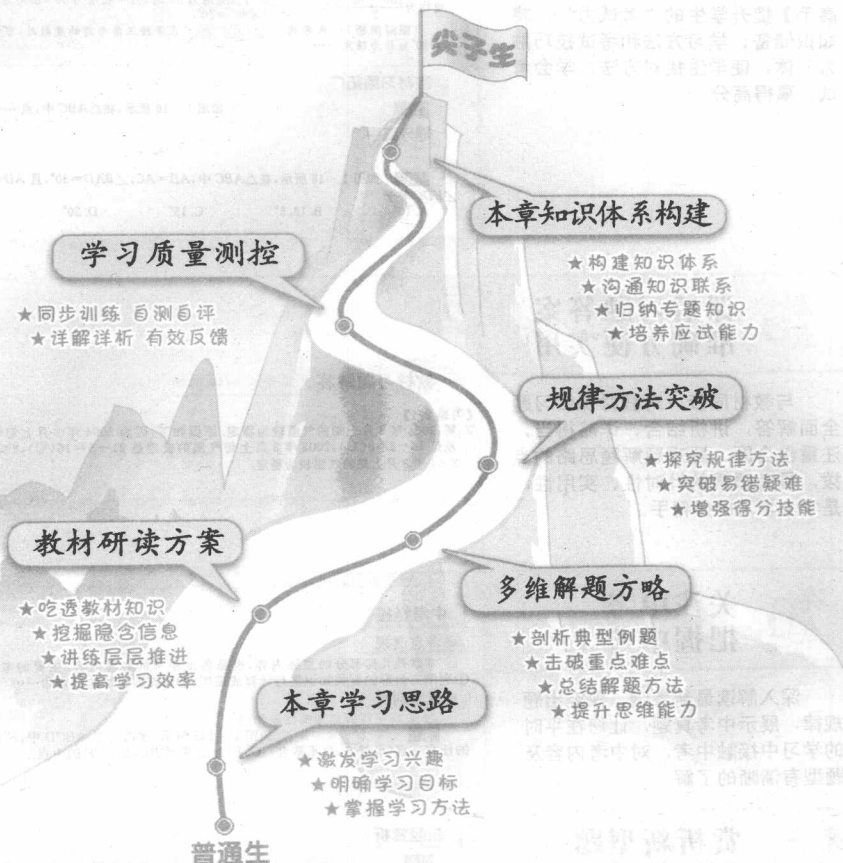 尖子生
本章知识体系构建
★构建知识体系
★沟通知识联系
★归纳专题知识
★培养应试能力
学习质量测控
★同步训练 自测自评
★详解详析 有效反馈
规律方法突破
★探究规律方法
★突破易错疑难
★增强得分技能
教材研读方案
★吃透教材知识
★挖掘隐含信息
★讲练层层推进
★提高学习效率
多维解题方略
★剖析典型例题
★击破重点难点
★总结解题方法
★提升思维能力
本章学习思路
★激发学习兴趣
★明确学习目标
★掌握学习方法
普通生